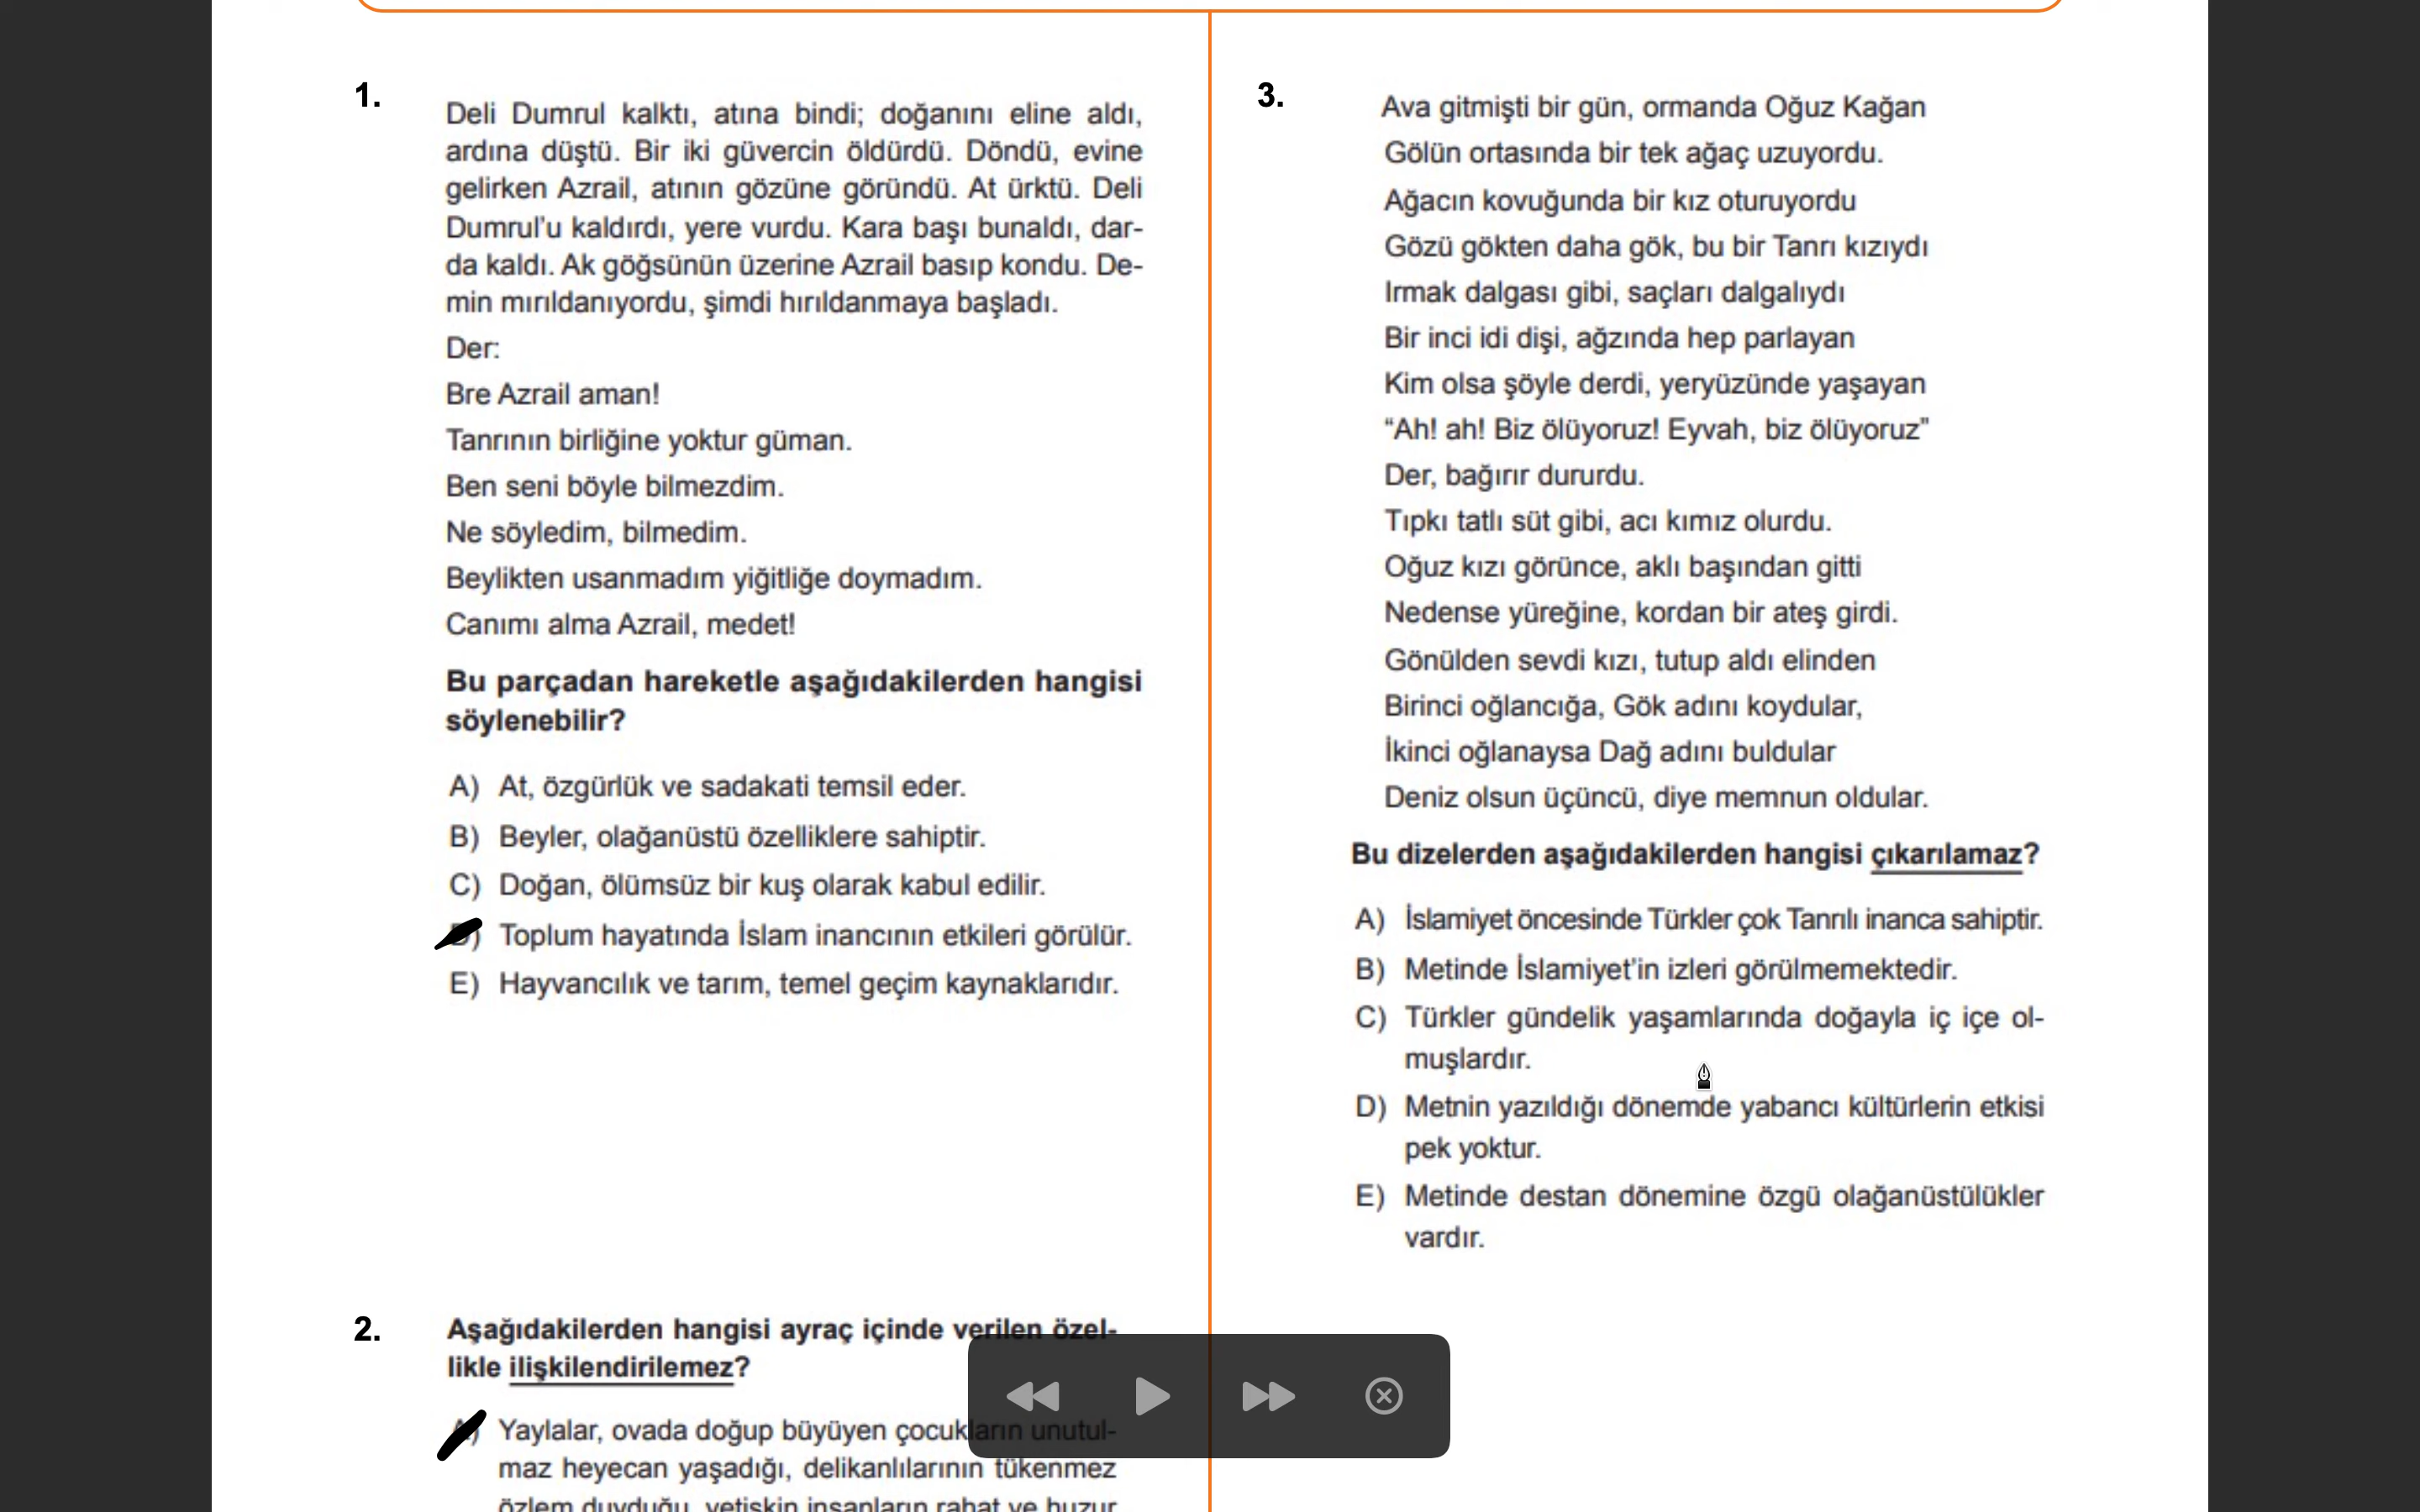 1.
Deli Dumrul kalktı, atına bindi; doğanını eline aldı,
ardına düştü. Bir iki güvercin öldürdü. Döndü, evine
gelirken Azrail, atının gözüne göründü. At ürktü. Deli
Dumrul'u kaldırdı, yere vurdu. Kara başı bunaldı, dar-
da kaldı. Ak göğsünün üzerine Azrail basıp kondu. De-
min mırıldanıyordu, şimdi hırıldanmaya başladı.
Der:
Bre Azrail aman!
Tanrının birliğine yoktur güman.
Ben seni böyle bilmezdim.
Ne söyledim, bilmedim.
Beylikten usanmadım yiğitliğe doymadım.
Canımı alma Azrail, medet!
Bu parçadan hareketle aşağıdakilerden hangisi
söylenebilir?
A) At, özgürlük ve sadakati temsil eder.
B) Beyler, olağanüstü özelliklere sahiptir.
C) Doğan, ölümsüz bir kuş olarak kabul edilir.
D) Toplum hayatında İslam inancının etkileri görülür.
E) Hayvancılık ve tarım, temel geçim kaynaklarıdır.
2.
Aşağıdakilerden hangisi ayraç içinde verilen özel-
likle ilişkilendirilemez?
A) Yaylalar, ovada doğup büyüyen çocukların unutul-
maz heyecan yaşadığı, delikanlılarının tükenmez
özlem duyduğu, yetişkin insanların rahat ve huzur
3.
Ava gitmişti bir gün, ormanda Oğuz Kağan
Gölün ortasında bir tek ağaç uzuyordu.
Ağacın kovuğunda bir kız oturuyordu
Gözü gökten daha gök, bu bir Tanrı kızıydı
Irmak dalgası gibi, saçları dalgalıydı
Bir inci idi dişi, ağzında hep parlayan
Kim olsa şöyle derdi, yeryüzünde yaşayan
“Ah! ah! Biz ölüyoruz! Eyvah, biz ölüyoruz”
Der, bağırır dururdu.
Tıpkı tatlı süt gibi, acı kımız olurdu.
Oğuz kızı görünce, aklı başından gitti
Nedense yüreğine, kordan bir ateş girdi.
Gönülden sevdi kızı, tutup aldı elinden
Birinci oğlancığa, Gök adını koydular,
İkinci oğlanaysa Dağ adını buldular
Deniz olsun üçüncü, diye memnun oldular.
Bu dizelerden aşağıdakilerden hangisi çıkarılamaz?
A) İslamiyet öncesinde Türkler çok Tanrılı inanca sahiptir.
B) Metinde İslamiyet'in izleri görülmemektedir.
C) Türkler gündelik yaşamlarında doğayla iç içe ol-
muşlardır.
D) Metnin yazıldığı dönemde yabancı kültürlerin etkisi
pek yoktur.
E) Metinde destan dönemine özgü olağanüstülükler
vardır.